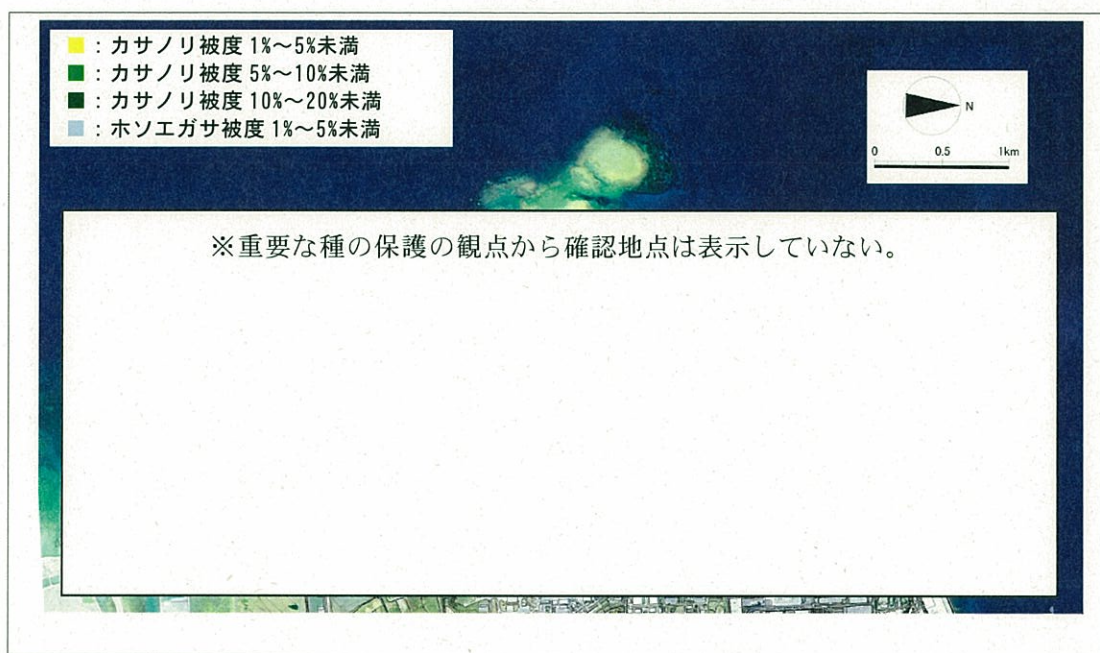 ：カサノリ被度 1%～5%未満
：カサノリ被度 5%～10%未満
：カサノリ被度 10%～20%未満
：ホソエガサ被度 1%～5%未満
N
0 0.5 1km
※重要な種の保護の観点から確認地点は表示していない。